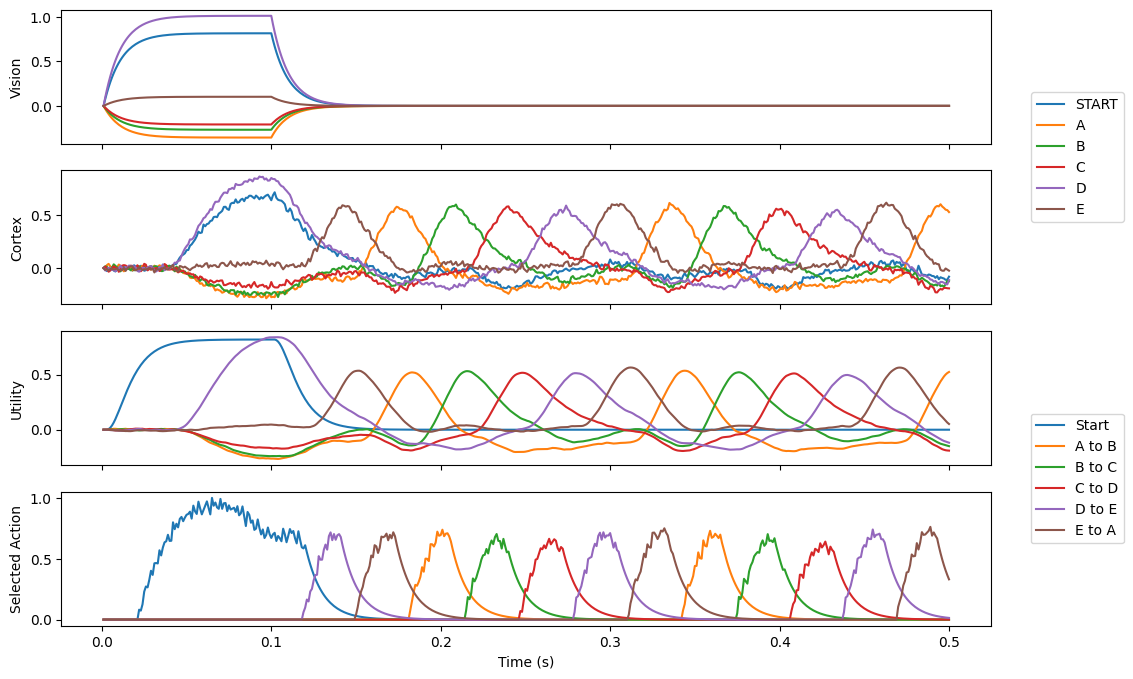 Vision
1.0
0.5
0.0
Cortex
0.5
0.0
START
A
B
C
D
E
Utility
0.5
0.0
Selected Action
1.0
0.5
0.0
Start
A to B
B to C
C to D
D to E
E to A
0.0 0.1 0.2 0.3 0.4 0.5
Time (s)